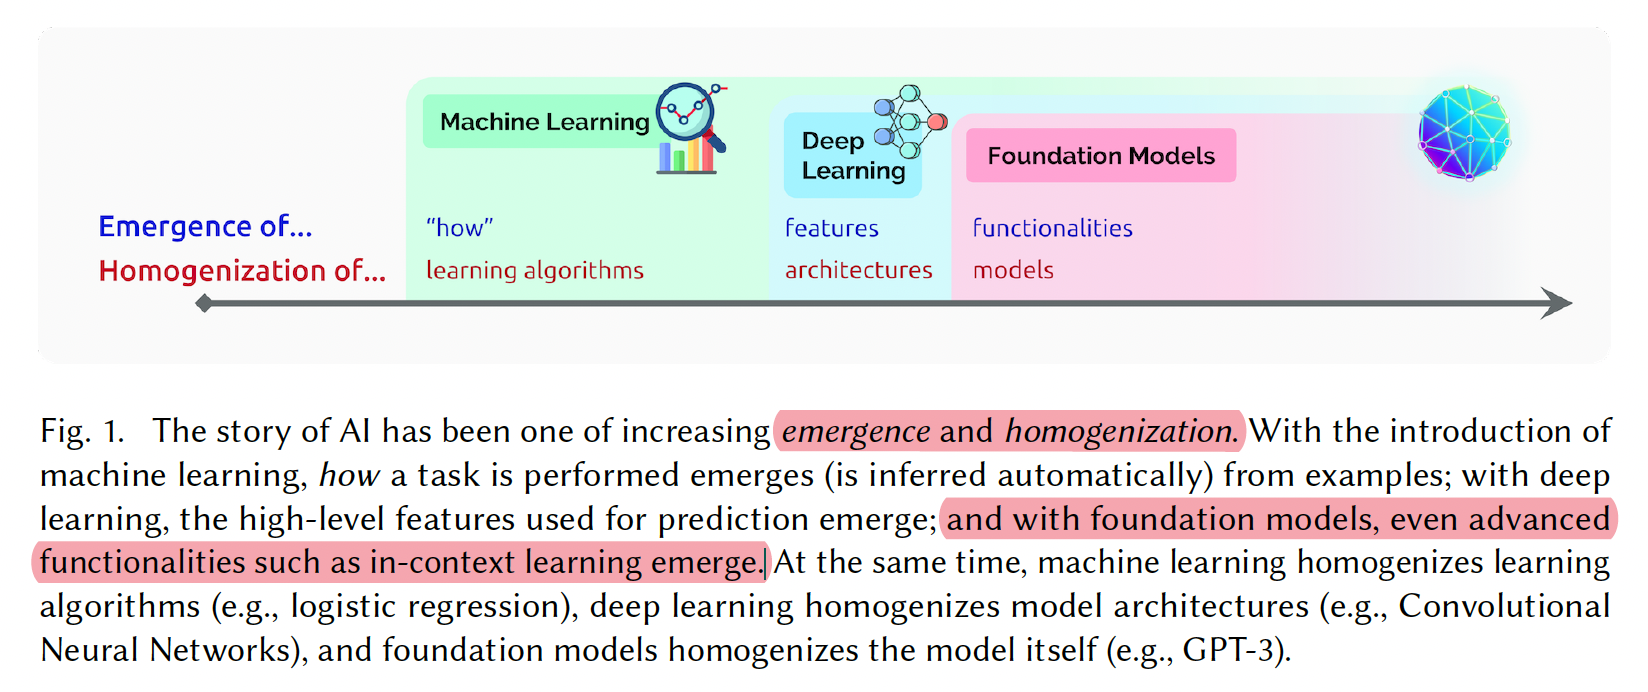 Machine Learning
Deep
Learning
Foundation Models
Emergence of... "how" features functionalities
Homogenization of... learning algorithms architectures models
Fig. 1. The story of AI has been one of increasing emergence and homogenization. With the introduction of
machine learning, how a task is performed emerges (is inferred automatically) from examples; with deep
learning, the high-level features used for prediction emerge; and with foundation models, even advanced
functionalities such as in-context learning emerge. At the same time, machine learning homogenizes learning
algorithms (e.g., logistic regression), deep learning homogenizes model architectures (e.g., Convolutional
Neural Networks), and foundation models homogenizes the model itself (e.g., GPT-3).